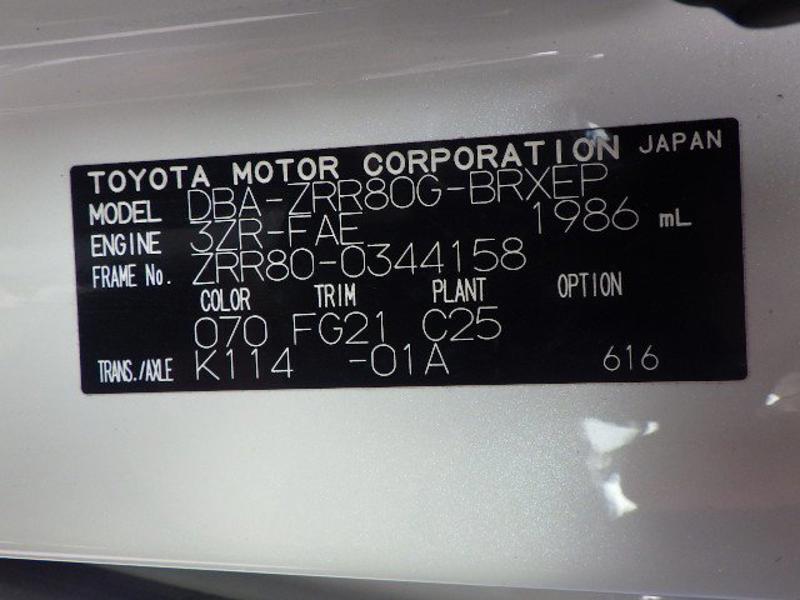 TOYOTA MOTOR CORPORATION JAPAN
MODEL DBA-ZRR80G-BRXEP
ENGINE 3ZR-FAE 1986 mL
FRAME No. ZRR80-0344158
COLOR TRIM PLANT OPTION
070 FG21 C25
TRANS./AXLE K114 -01A 616